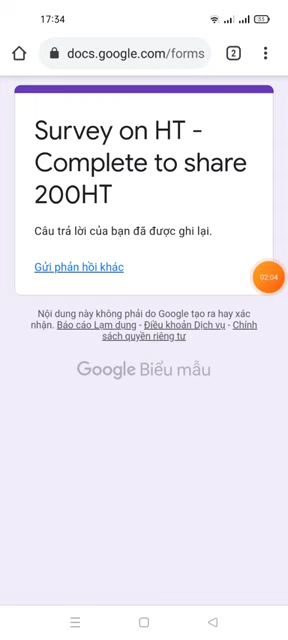 17:34
53
docs.google.com/forms
2
Survey on HT -
Complete to share
200HT
Câu trả lời của bạn đã được ghi lại.
Gửi phản hồi khác
02:04
Nội dung này không phải do Google tạo ra hay xác
nhận. Báo cáo Lạm dụng - Điều khoản Dịch vụ - Chính
sách quyền riêng tư
Google Biểu mẫu